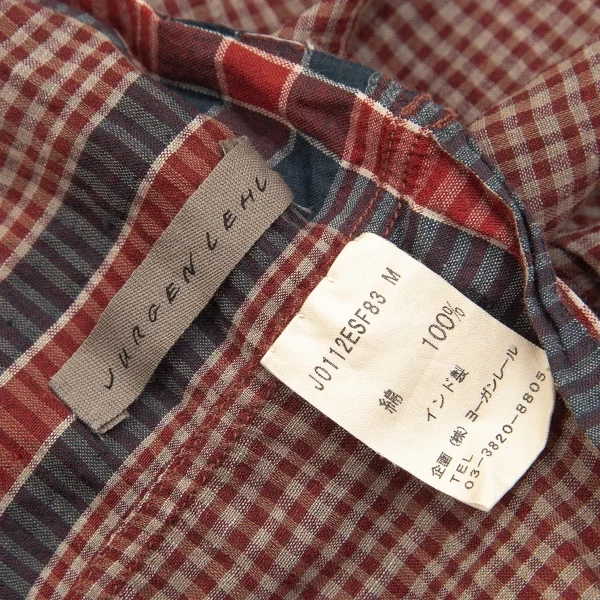 JURGEN LEHL
J0112ESF83 M
綿 100%
インド製
企画 (株) ヨーガンレール
TEL
03-3820-8805